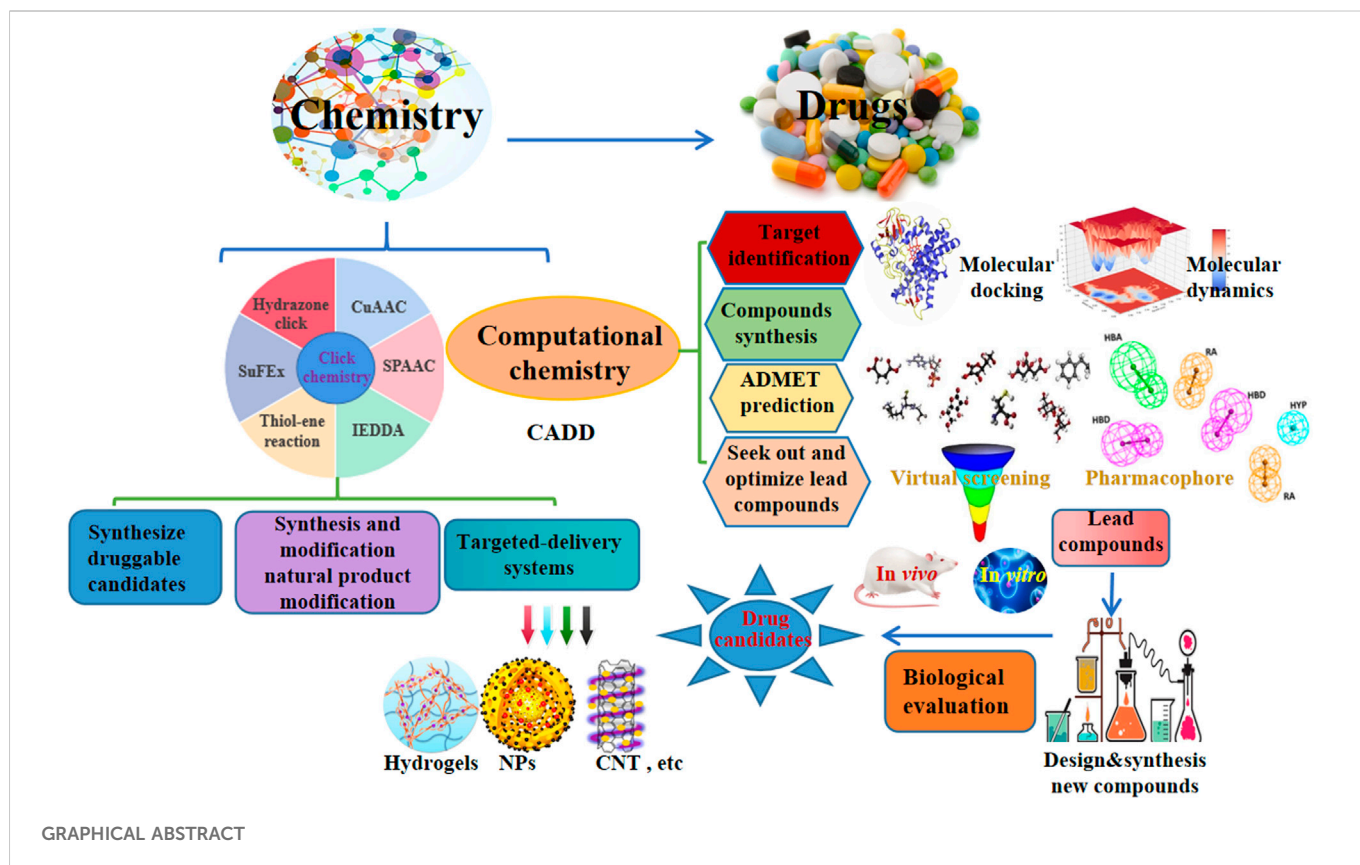 Chemistry
Drugs
Hydrazone
click
CuAAC
SuFEx
Click
chemistry
SPAAC
Thiol-ene
reaction
IEDDA
Computational
chemistry
CADD
Target
identification
Compounds
synthesis
ADMET
prediction
Seek out and
optimize lead
compounds
Molecular
docking
Molecular
dynamics
HBA
RA
HBD
HBD
HYP
RA
Virtual screening
Pharmacophore
Synthesize
druggable
candidates
Synthesis and
modification
natural product
modification
Targeted-delivery
systems
Hydrogels
NPs
CNT , etc
Drug
candidates
In vivo
In vitro
Lead
compounds
Biological
evaluation
Design&synthesis
new compounds
GRAPHICAL ABSTRACT